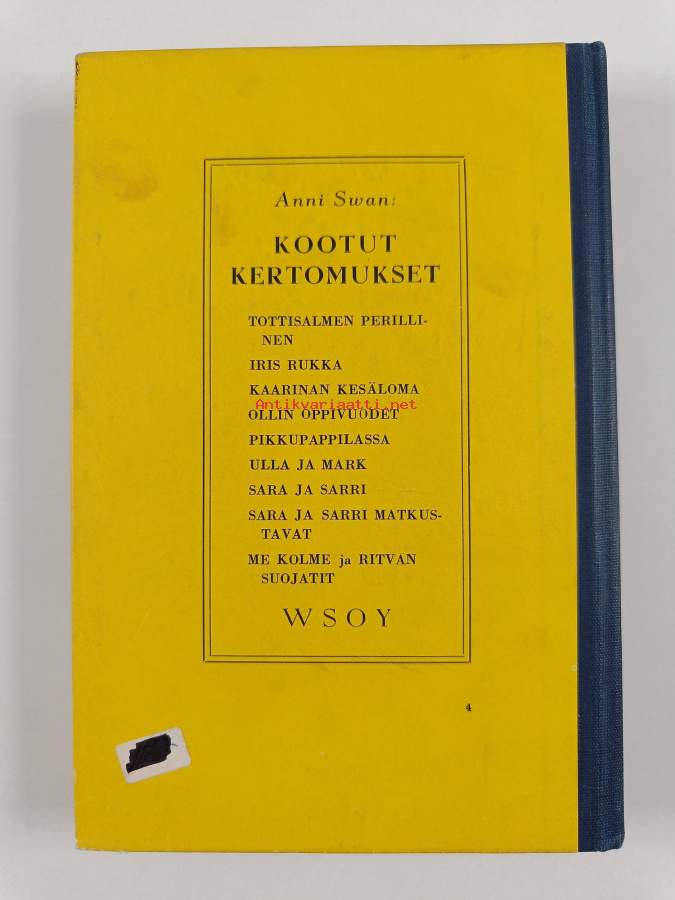 Anni Swan:
KOOTUT
KERTOMUKSET
TOTTISALMEN PERILLI-
NEN
IRIS RUKKA
KAARINAN KESÄLOMA
Antikvariaatti.net
OLLIN OPPIVUODET
PIKKUPAPPILASSA
ULLA JA MARK
SARA JA SARRI
SARA JA SARRI MATKUS-
TAVAT
ME KOLME ja RITVAN
SUOJATIT
WSOY
4